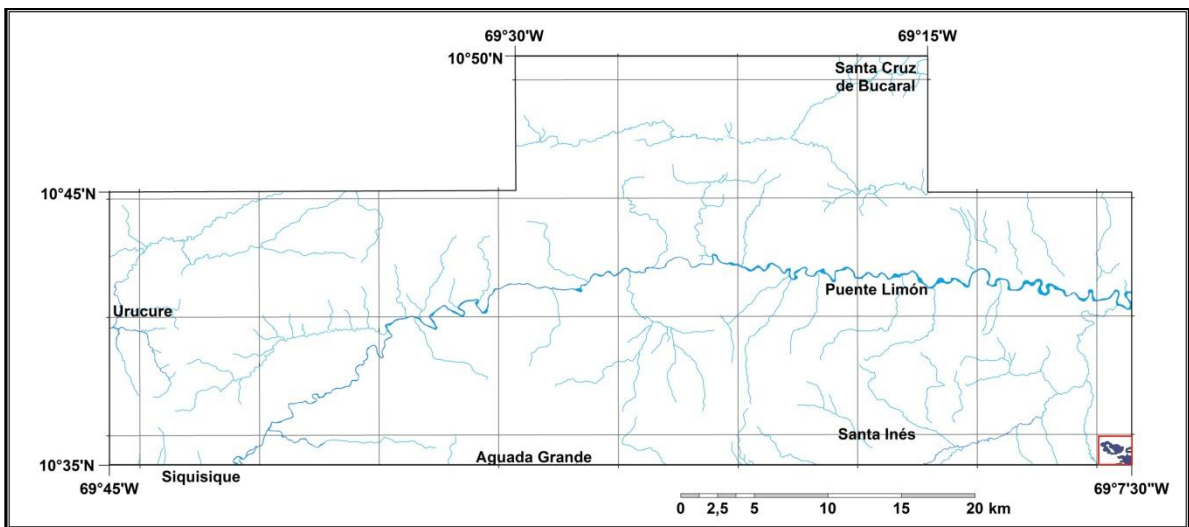 69°30'W
69°15'W
10°50'N
Santa Cruz
de Bucaral
10°45'N
Urucure
Puente Limón
Santa Inés
Aguada Grande
10°35'N
Siquisique
69°45'W
69°7'30"W
0 2,5 5 10 15 20 km